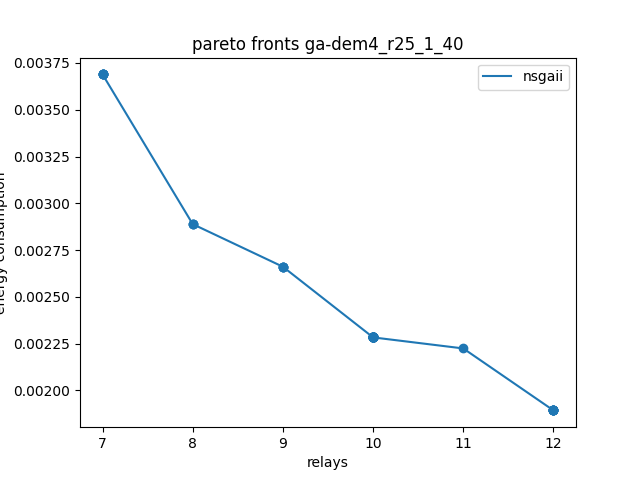 pareto fronts ga-dem4_r25_1_40
nsgaii
0.00375
0.00350
0.00325
0.00300
0.00275
0.00250
0.00225
0.00200
energy consumption
7 8 9 10 11 12
relays